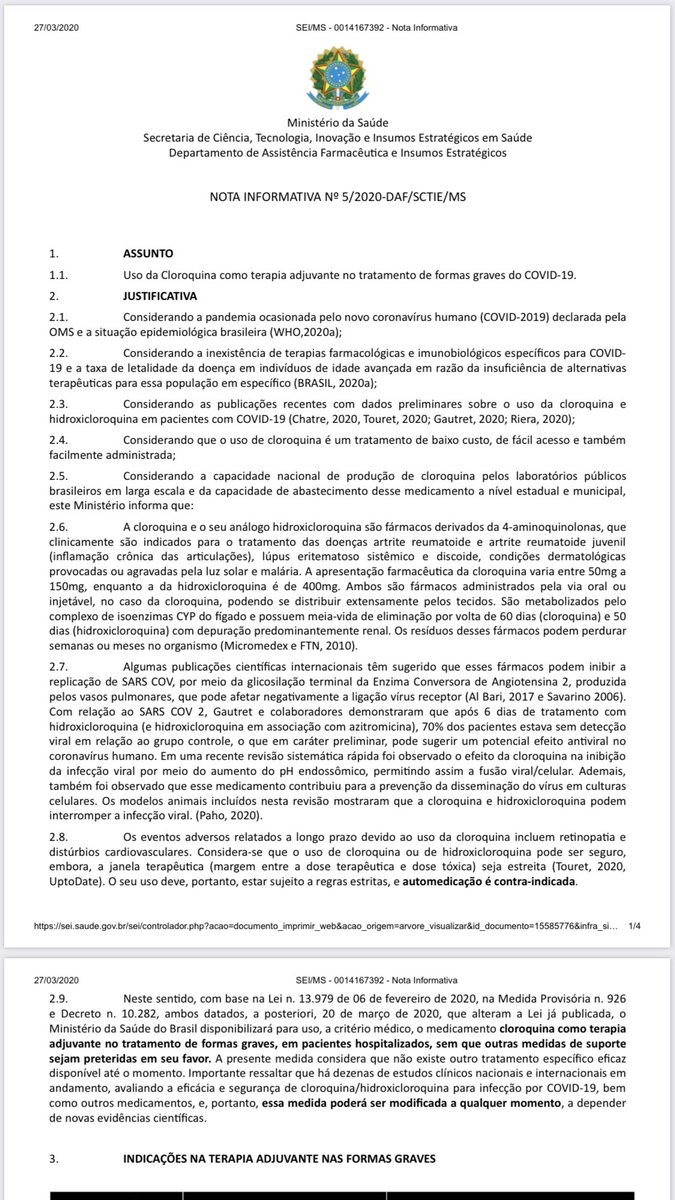 27/03/2020 SEI/MS - 0014167392 - Nota Informativa
Ministério da Saúde
Secretaria de Ciência, Tecnologia, Inovação e Insumos Estratégicos em Saúde
Departamento de Assistência Farmacêutica e Insumos Estratégicos
NOTA INFORMATIVA Nº 5/2020-DAF/SCTIE/MS
1. ASSUNTO
1.1. Uso da Cloroquina como terapia adjuvante no tratamento de formas graves do COVID-19.
2. JUSTIFICATIVA
2.1. Considerando a pandemia ocasionada pelo novo coronavírus humano (COVID-2019) declarada pela
OMS e a situação epidemiológica brasileira (WHO,2020a);
2.2. Considerando a inexistência de terapias farmacológicas e imunobiológicos específicos para COVID-
19 e a taxa de letalidade da doença em indivíduos de idade avançada em razão da insuficiência de alternativas
terapêuticas para essa população em específico (BRASIL, 2020a);
2.3. Considerando as publicações recentes com dados preliminares sobre o uso da cloroquina e
hidroxicloroquina em pacientes com COVID-19 (Chatre, 2020, Touret, 2020; Gautret, 2020; Riera, 2020);
2.4. Considerando que o uso de cloroquina é um tratamento de baixo custo, de fácil acesso e também
facilmente administrada;
2.5. Considerando a capacidade nacional de produção de cloroquina pelos laboratórios públicos
brasileiros em larga escala e da capacidade de abastecimento desse medicamento a nível estadual e municipal,
este Ministério informa que:
2.6. A cloroquina e o seu análogo hidroxicloroquina são fármacos derivados da 4-aminoquinolonas, que
clinicamente são indicados para o tratamento das doenças artrite reumatoide e artrite reumatoide juvenil
(inflamação crônica das articulações), lúpus eritematoso sistêmico e discoide, condições dermatológicas
provocadas ou agravadas pela luz solar e malária. A apresentação farmacêutica da cloroquina varia entre 50mg a
150mg, enquanto a da hidroxicloroquina é de 400mg. Ambos são fármacos administrados pela via oral ou
injetável, no caso da cloroquina, podendo se distribuir extensamente pelos tecidos. São metabolizados pelo
complexo de isoenzimas CYP do fígado e possuem meia-vida de eliminação por volta de 60 dias (cloroquina) e 50
dias (hidroxicloroquina) com depuração predominantemente renal. Os resíduos desses fármacos podem perdurar
semanas ou meses no organismo (Micromedex e FTN, 2010).
2.7. Algumas publicações científicas internacionais têm sugerido que esses fármacos podem inibir a
replicação de SARS COV, por meio da glicosilação terminal da Enzima Conversora de Angiotensina 2, produzida
pelos vasos pulmonares, que pode afetar negativamente a ligação vírus receptor (Al Bari, 2017 e Savarino 2006).
Com relação ao SARS COV 2, Gautret e colaboradores demonstraram que após 6 dias de tratamento com
hidroxicloroquina (e hidroxicloroquina em associação com azitromicina), 70% dos pacientes estava sem detecção
viral em relação ao grupo controle, o que em caráter preliminar, pode sugerir um potencial efeito antiviral no
coronavírus humano. Em uma recente revisão sistemática rápida foi observado o efeito da cloroquina na inibição
da infecção viral por meio do aumento do pH endossômico, permitindo assim a fusão viral/celular. Ademais,
também foi observado que esse medicamento contribuiu para a prevenção da disseminação do vírus em culturas
celulares. Os modelos animais incluídos nesta revisão mostraram que a cloroquina e hidroxicloroquina podem
interromper a infecção viral. (Paho, 2020).
2.8. Os eventos adversos relatados a longo prazo devido ao uso da cloroquina incluem retinopatia e
distúrbios cardiovasculares. Considera-se que o uso de cloroquina ou de hidroxicloroquina pode ser seguro,
embora, a janela terapêutica (margem entre a dose terapêutica e dose tóxica) seja estreita (Touret, 2020,
UptoDate). O seu uso deve, portanto, estar sujeito a regras estritas, e automedicação é contra-indicada.
https://sei.saude.gov.br/sei/controlador.php?acao=documento_imprimir_web&acao_origem=arvore_visualizar&id_documento=15585776&infra_si… 1/4
27/03/2020 SEI/MS - 0014167392 - Nota Informativa
2.9. Neste sentido, com base na Lei n. 13.979 de 06 de fevereiro de 2020, na Medida Provisória n. 926
e Decreto n. 10.282, ambos datados, a posteriori, 20 de março de 2020, que alteram a Lei já publicada, o
Ministério da Saúde do Brasil disponibilizará para uso, a critério médico, o medicamento cloroquina como terapia
adjuvante no tratamento de formas graves, em pacientes hospitalizados, sem que outras medidas de suporte
sejam preteridas em seu favor. A presente medida considera que não existe outro tratamento específico eficaz
disponível até o momento. Importante ressaltar que há dezenas de estudos clínicos nacionais e internacionais em
andamento, avaliando a eficácia e segurança de cloroquina/hidroxicloroquina para infecção por COVID-19, bem
como outros medicamentos, e, portanto, essa medida poderá ser modificada a qualquer momento, a depender
de novas evidências científicas.
3. INDICAÇÕES NA TERAPIA ADJUVANTE NAS FORMAS GRAVES